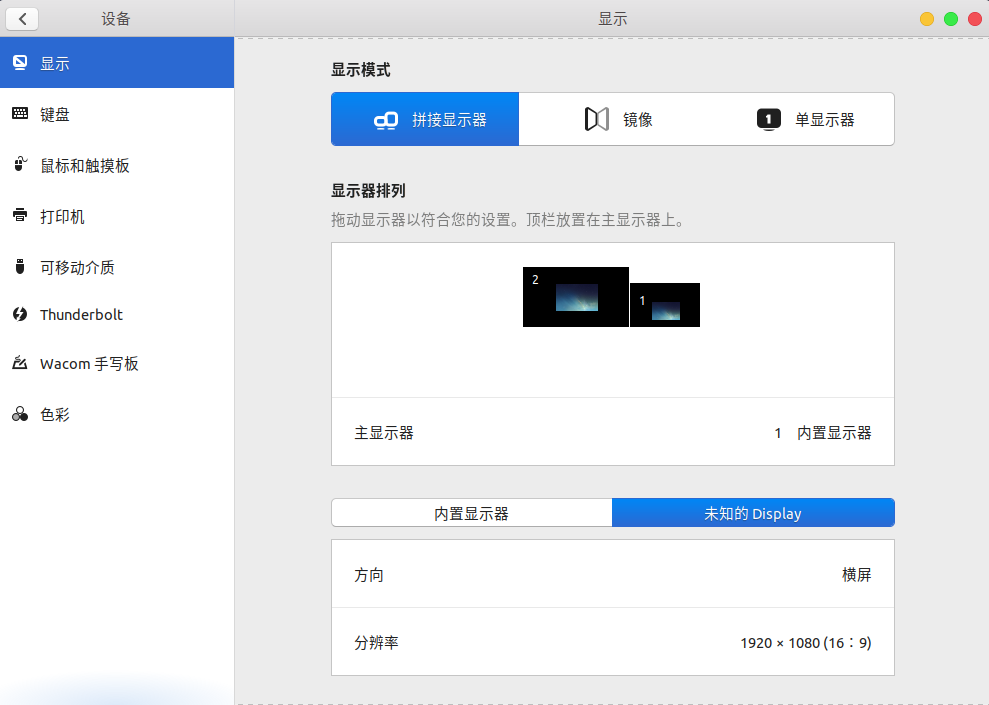 设备
显示
显示
键盘
鼠标和触摸板
打印机
可移动介质
Thunderbolt
Wacom 手写板
色彩
显示模式
拼接显示器
镜像
1 单显示器
显示器排列
拖动显示器以符合您的设置。顶栏放置在主显示器上。
2
1
主显示器
1 内置显示器
内置显示器
未知的 Display
方向
横屏
分辨率
1920 × 1080 (16∶9)